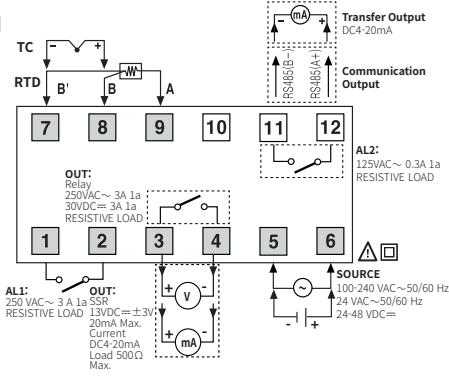 mA
Transfer Output
DC4-20mA
TC
RS485(B-)
RS485(A+)
Communication
Output
RTD
B'
B
A
7
8
9
10
11
12
AL2:
125VAC～ 0.3A 1a
RESISTIVE LOAD
OUT:
Relay
250VAC～ 3A 1a
30VDC⎓ 3A 1a
RESISTIVE LOAD
1
2
3
4
5
6
AL1:
250 VAC～ 3 A 1a
RESISTIVE LOAD
OUT:
SSR
13VDC⎓±3V
20mA Max.
Current
DC4-20mA
Load 500Ω
Max.
+
V
-
+
mA
-
SOURCE
100-240 VAC～50/60 Hz
24 VAC～50/60 Hz
24-48 VDC⎓
- +